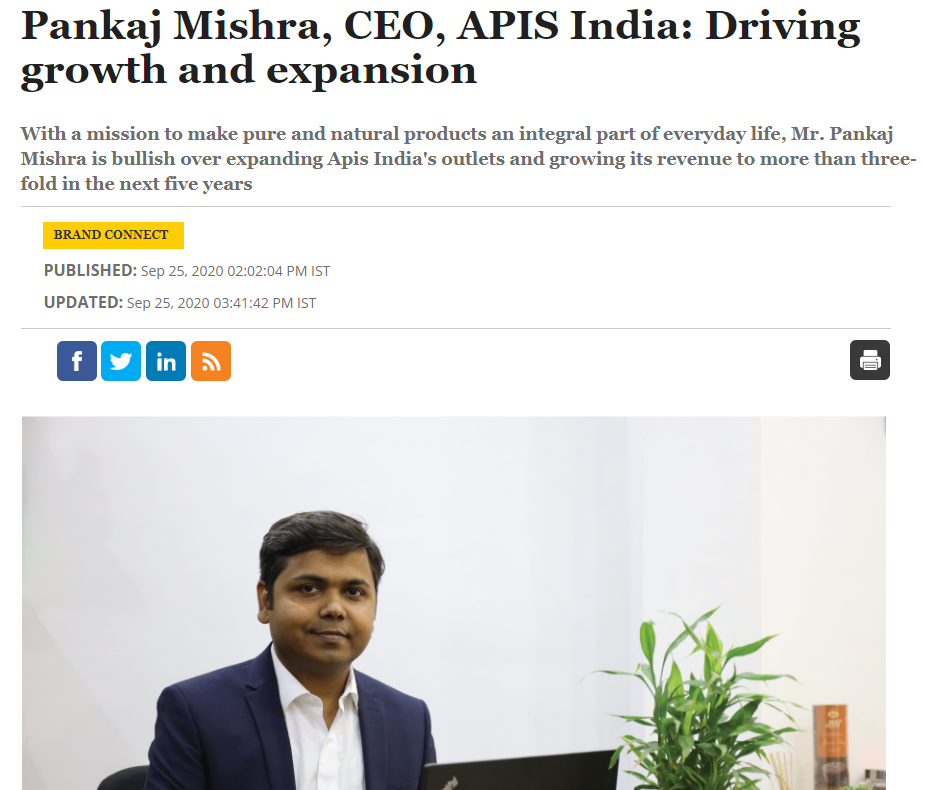 Pankaj Mishra, CEO, APIS India: Driving
growth and expansion
With a mission to make pure and natural products an integral part of everyday life, Mr. Pankaj
Mishra is bullish over expanding Apis India's outlets and growing its revenue to more than three-
fold in the next five years
BRAND CONNECT
PUBLISHED: Sep 25, 2020 02:02:04 PM IST
UPDATED: Sep 25, 2020 03:41:42 PM IST
f
in